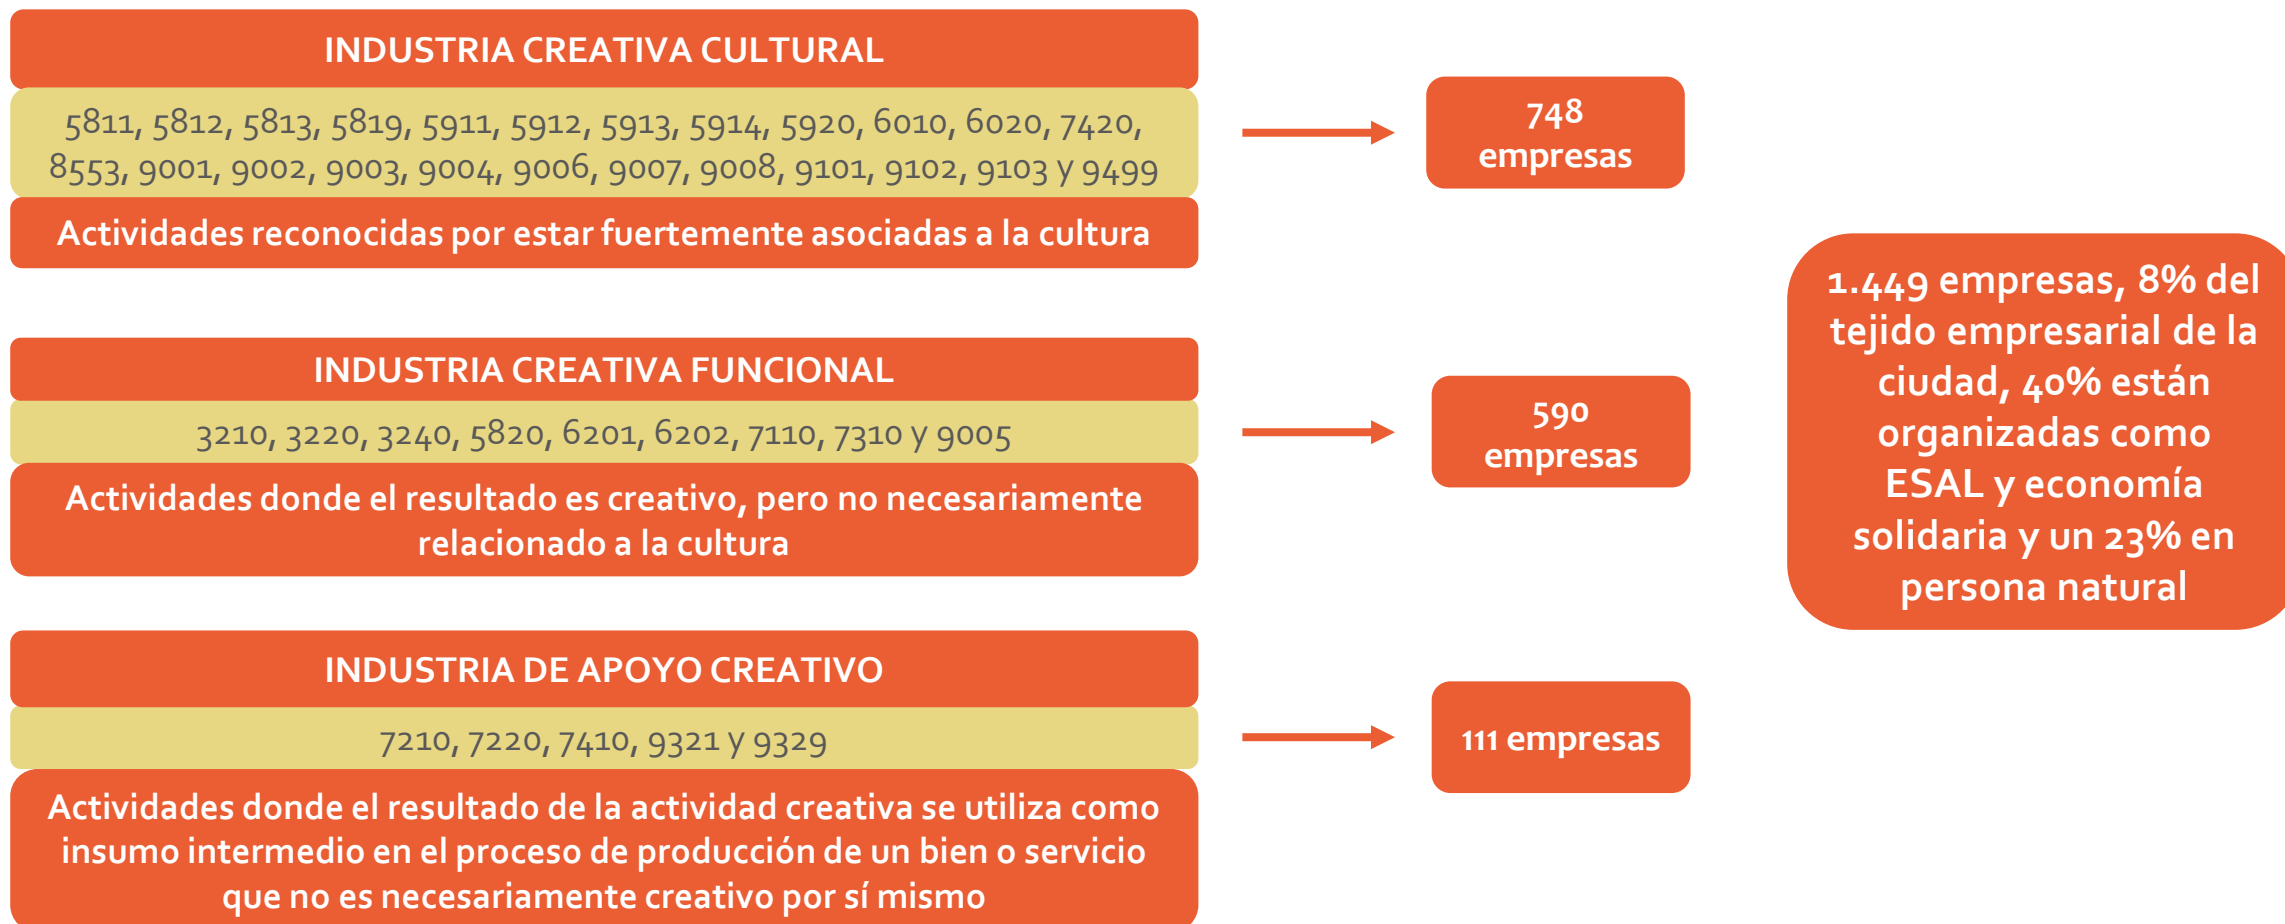 INDUSTRIA CREATIVA CULTURAL
5811, 5812, 5813, 5819, 5911, 5912, 5913, 5914, 5920, 6010, 6020, 7420,
8553, 9001, 9002, 9003, 9004, 9006, 9007, 9008, 9101, 9102, 9103 y 9499
Actividades reconocidas por estar fuertemente asociadas a la cultura
748
empresas
INDUSTRIA CREATIVA FUNCIONAL
3210, 3220, 3240, 5820, 6201, 6202, 7110, 7310 y 9005
Actividades donde el resultado es creativo, pero no necesariamente
relacionado a la cultura
590
empresas
INDUSTRIA DE APOYO CREATIVO
7210, 7220, 7410, 9321 y 9329
Actividades donde el resultado de la actividad creativa se utiliza como
insumo intermedio en el proceso de producción de un bien o servicio
que no es necesariamente creativo por sí mismo
111 empresas
1.449 empresas, 8% del
tejido empresarial de la
ciudad, 40% están
organizadas como
ESAL y economía
solidaria y un 23% en
persona natural